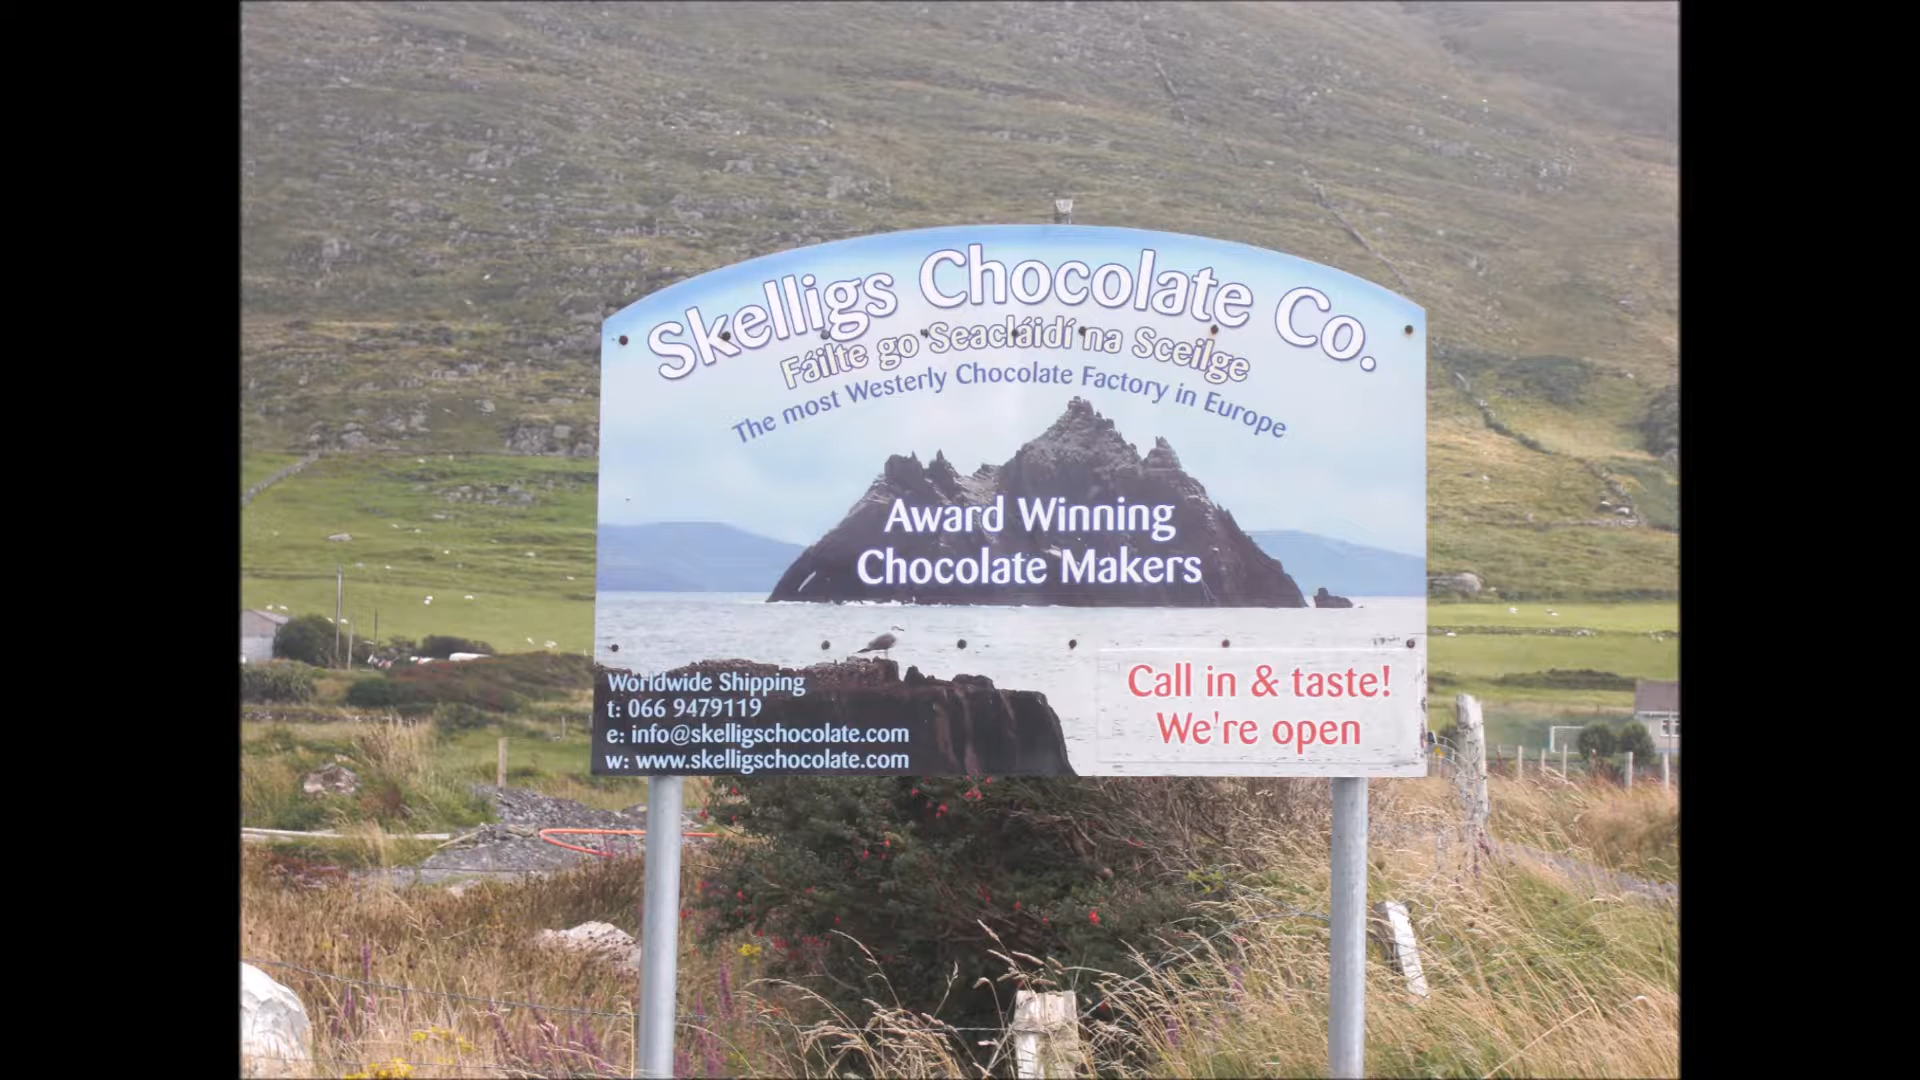 Skelligs Chocolate Co.
Fáilte go Seacláidí na Sceilge
The most Westerly Chocolate Factory in Europe
Award Winning
Chocolate Makers
Worldwide Shipping
t: 066 9479119
e: info@skelligschocolate.com
w: www.skelligschocolate.com
Call in & taste!
We're open